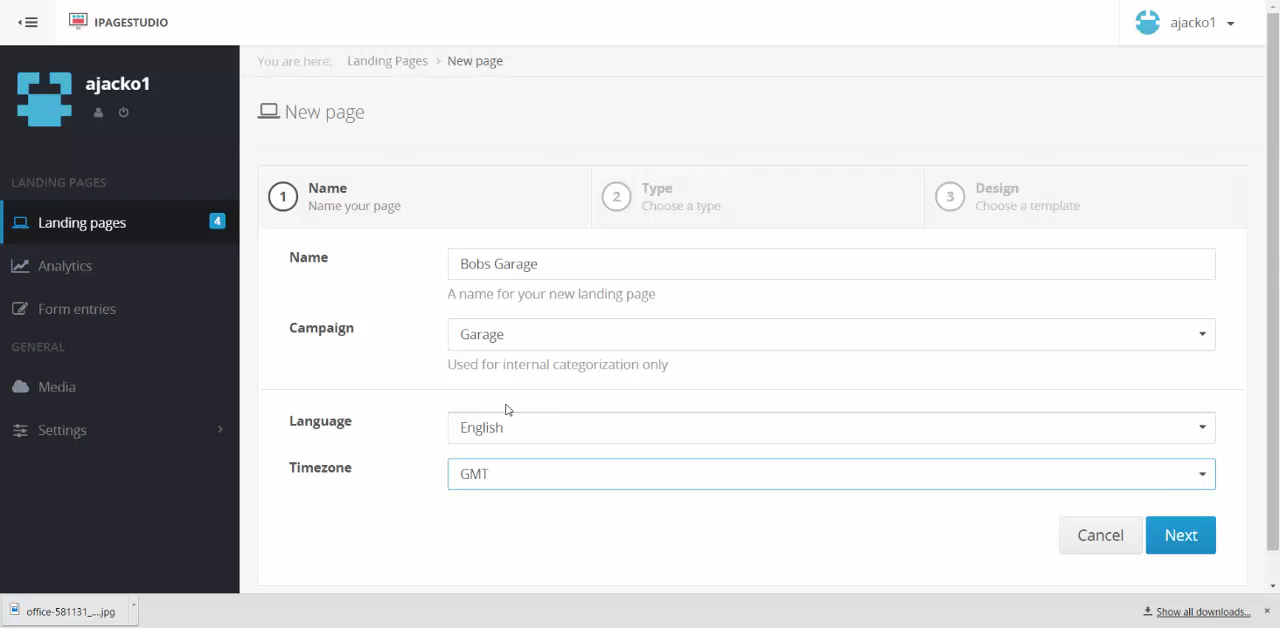 IPAGESTUDIO
ajacko1
ajacko1
LANDING PAGES
Landing pages 4
Analytics
Form entries
GENERAL
Media
Settings
You are here: Landing Pages › New page
New page
1 Name
Name your page
2 Type
Choose a type
3 Design
Choose a template
Name
Bobs Garage
A name for your new landing page
Campaign
Garage
Used for internal categorization only
Language
English
Timezone
GMT
Cancel Next
office-581131_....jpg
Show all downloads...